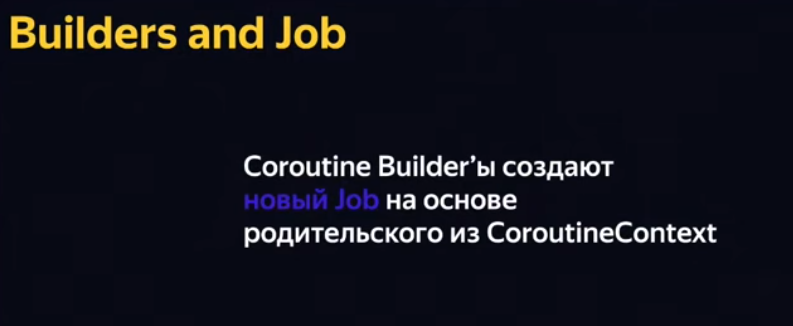 Builders and Job
Coroutine Builder’ы создают
новый Job на основе
родительского из CoroutineContext